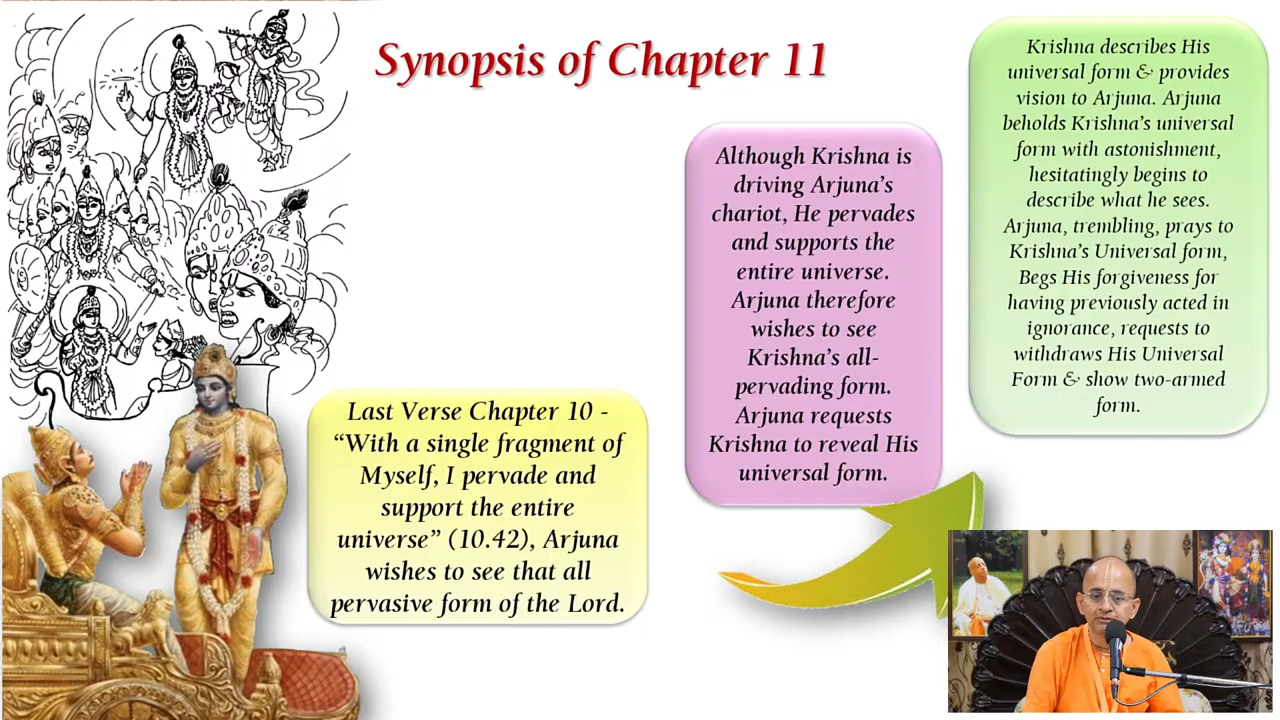 Synopsis of Chapter 11
Last Verse Chapter 10 -
“With a single fragment of
Myself, I pervade and
support the entire
universe” (10.42), Arjuna
wishes to see that all
pervasive form of the Lord.
Although Krishna is
driving Arjuna’s
chariot, He pervades
and supports the
entire universe.
Arjuna therefore
wishes to see
Krishna’s all-
pervading form.
Arjuna requests
Krishna to reveal His
universal form.
Krishna describes His
universal form & provides
vision to Arjuna. Arjuna
beholds Krishna’s universal
form with astonishment,
hesitatingly begins to
describe what he sees.
Arjuna, trembling, prays to
Krishna’s Universal form,
Begs His forgiveness for
having previously acted in
ignorance, requests to
withdraws His Universal
Form & show two-armed
form.